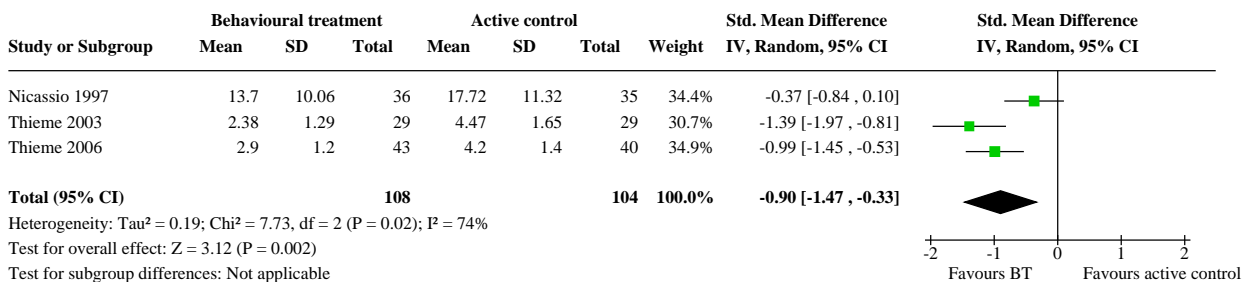 Behavioural treatment Active control Std. Mean Difference Std. Mean Difference
Study or Subgroup Mean SD Total Mean SD Total Weight IV, Random, 95% CI IV, Random, 95% CI
Nicassio 1997 13.7 10.06 36 17.72 11.32 35 34.4% -0.37 [-0.84 , 0.10]
Thieme 2003 2.38 1.29 29 4.47 1.65 29 30.7% -1.39 [-1.97 , -0.81]
Thieme 2006 2.9 1.2 43 4.2 1.4 40 34.9% -0.99 [-1.45 , -0.53]
Total (95% CI) 108 104 100.0% -0.90 [-1.47 , -0.33]
Heterogeneity: Tau² = 0.19; Chi² = 7.73, df = 2 (P = 0.02); I² = 74%
Test for overall effect: Z = 3.12 (P = 0.002)
Test for subgroup differences: Not applicable
-2 -1 0 1 2
Favours BT Favours active control